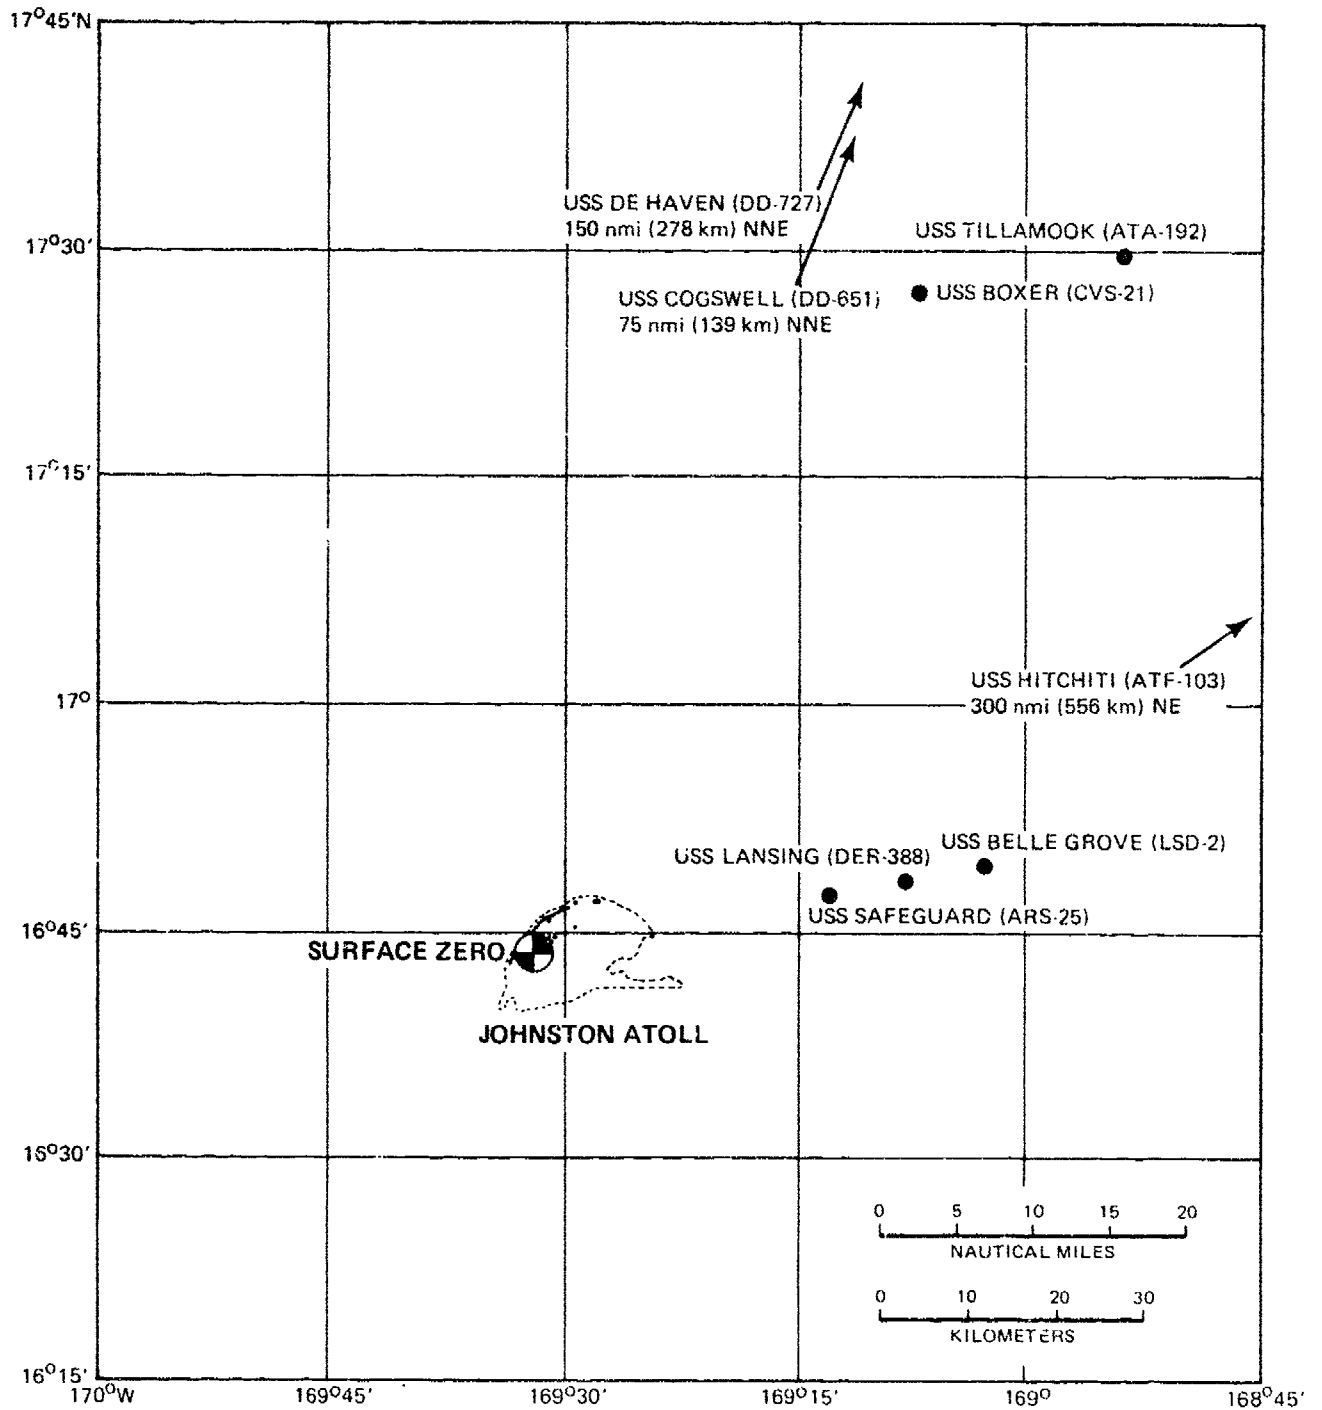 17°45'N
USS DE HAVEN (DD-727)
150 nmi (278 km) NNE
17°30'
USS TILLAMOOK (ATA-192)
USS COGSWELL (DD-651)
75 nmi (139 km) NNE
USS BOXER (CVS-21)
17°15'
17°
USS HITCHITI (ATF-103)
300 nmi (556 km) NE
USS LANSING (DER-388)
USS BELLE GROVE (LSD-2)
USS SAFEGUARD (ARS-25)
16°45'
SURFACE ZERO
JOHNSTON ATOLL
16°30'
0 5 10 15 20
NAUTICAL MILES
0 10 20 30
KILOMETERS
16°15'
170°W 169°45' 169°30' 169°15' 169° 168°45'